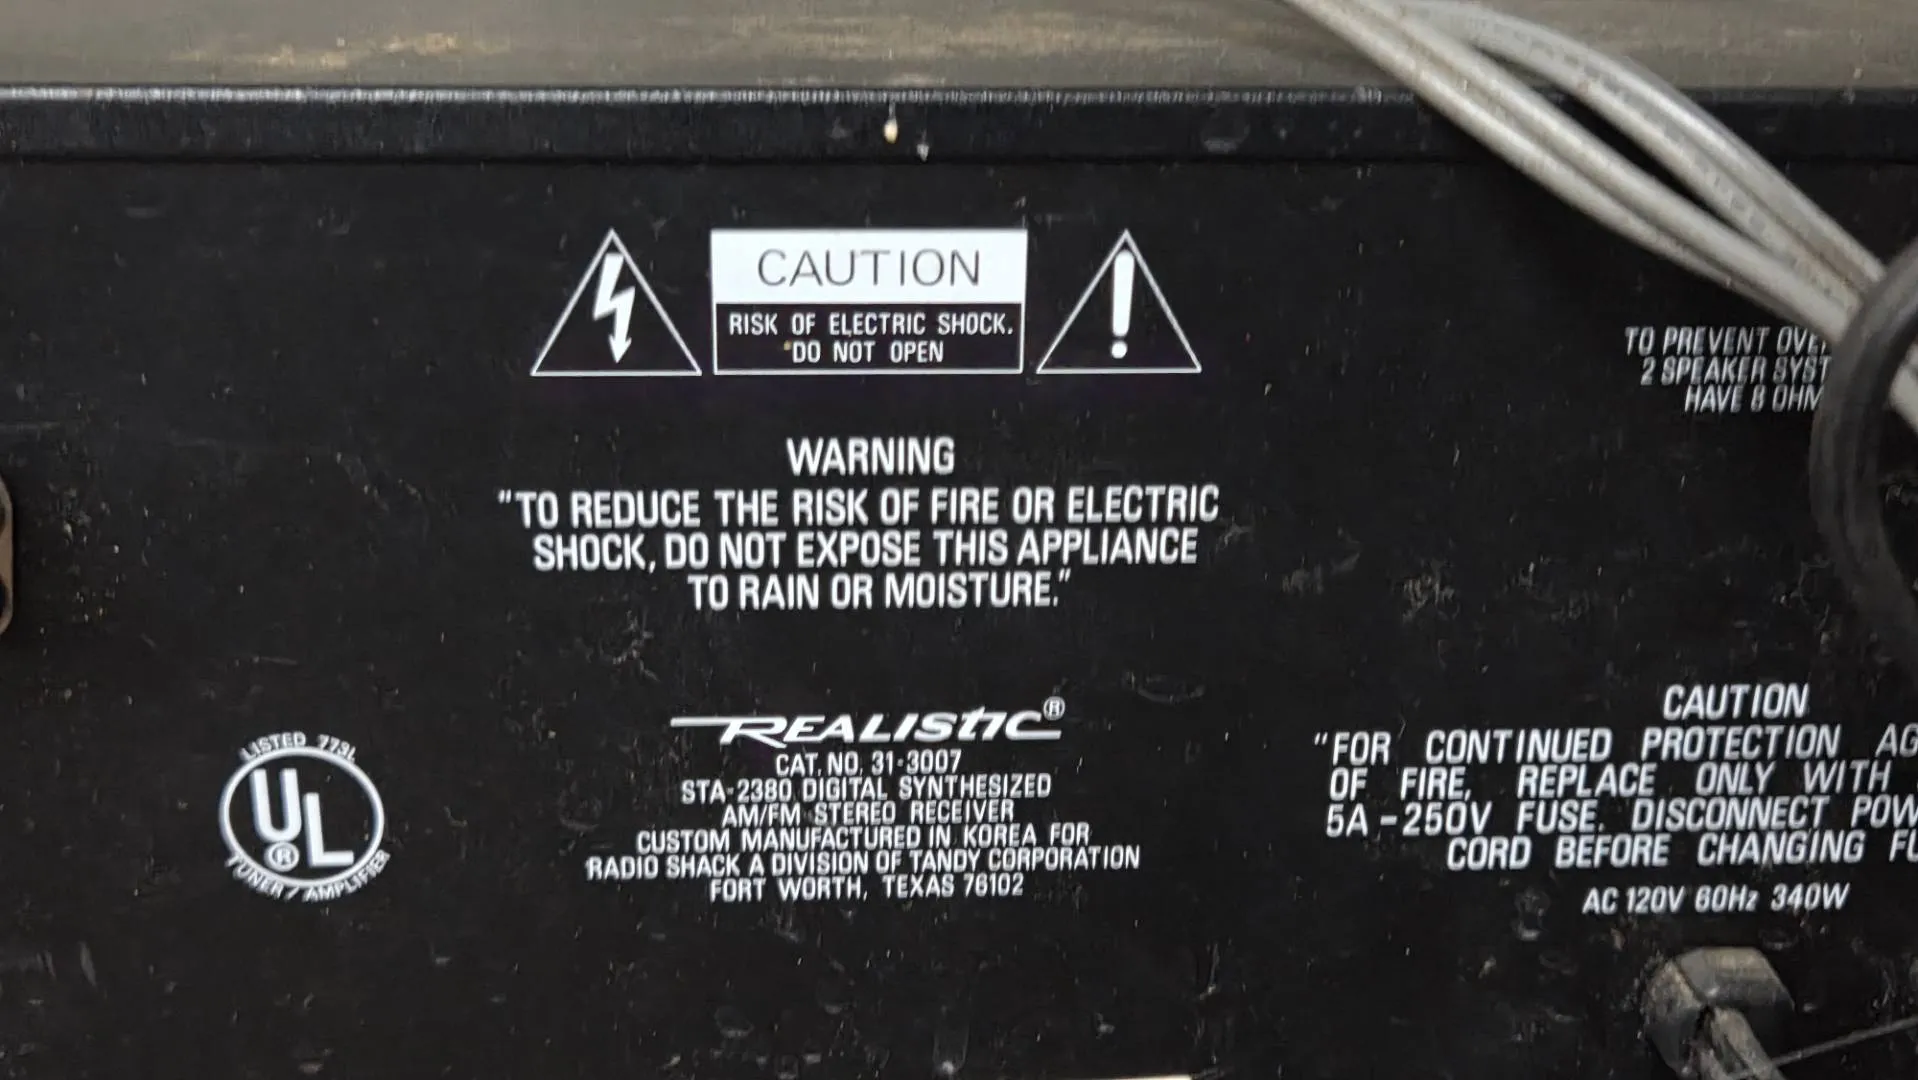 CAUTION
RISK OF ELECTRIC SHOCK.
DO NOT OPEN
WARNING
"TO REDUCE THE RISK OF FIRE OR ELECTRIC
SHOCK, DO NOT EXPOSE THIS APPLIANCE
TO RAIN OR MOISTURE."
TO PREVENT
2 SPEAKER
HAVE 8
LISTED 773L
UL®
TUNER/AMPLIFIER
REALISTIC®
CAT. NO. 31-3007
STA-2380 DIGITAL SYNTHESIZED
AM/FM STEREO RECEIVER
CUSTOM MANUFACTURED IN KOREA FOR
RADIO SHACK A DIVISION OF TANDY CORPORATION
FORT WORTH, TEXAS 76102
CAUTION
"FOR CONTINUED PROTECTION
OF FIRE, REPLACE ONLY WITH
5A-250V FUSE. DISCONNECT
CORD BEFORE CHANGING
AC 120V 60Hz 340W